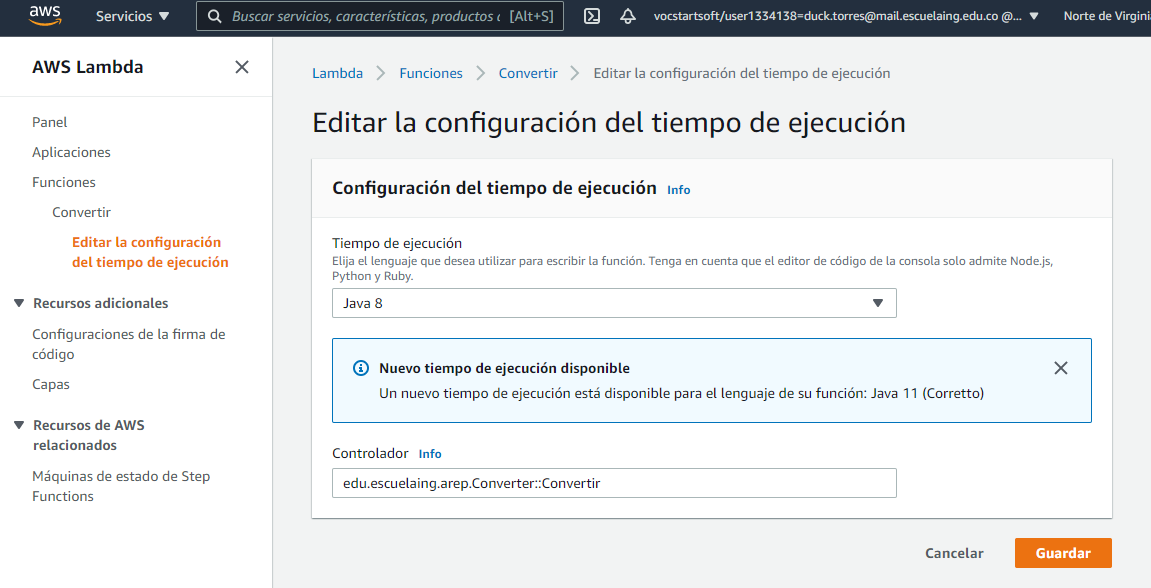 aws
Servicios
Buscar servicios, características, productos
[Alt+S]
vocstartsoft/user1334138=duck.torres@mail.escuelaing.edu.co @...
Norte de Virgini
AWS Lambda
Panel
Aplicaciones
Funciones
Convertir
Editar la configuración
del tiempo de ejecución
Recursos adicionales
Configuraciones de la firma de
código
Capas
Recursos de AWS
relacionados
Máquinas de estado de Step
Functions
Lambda
Funciones
Convertir
Editar la configuración del tiempo de ejecución
Editar la configuración del tiempo de ejecución
Configuración del tiempo de ejecución Info
Tiempo de ejecución
Elija el lenguaje que desea utilizar para escribir la función. Tenga en cuenta que el editor de código de la consola solo admite Node.js,
Python y Ruby.
Java 8
Nuevo tiempo de ejecución disponible
Un nuevo tiempo de ejecución está disponible para el lenguaje de su función: Java 11 (Corretto)
Controlador Info
edu.escuelaing.arep.Converter::Convertir
Cancelar
Guardar